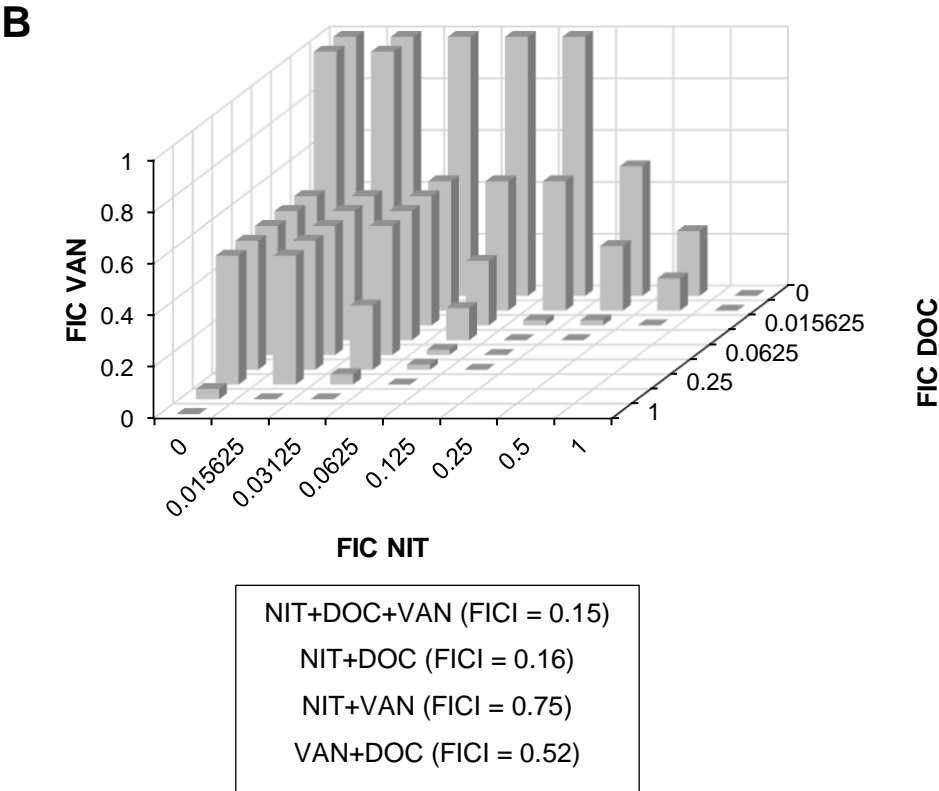 B
1
0.8
0.6
0.4
0.2
0
FIC VAN
0
0.015625
0.03125
0.0625
0.125
0.25
0.5
1
FIC NIT
0
0.015625
0.0625
0.25
1
FIC DOC
NIT+DOC+VAN (FICI = 0.15)
NIT+DOC (FICI = 0.16)
NIT+VAN (FICI = 0.75)
VAN+DOC (FICI = 0.52)